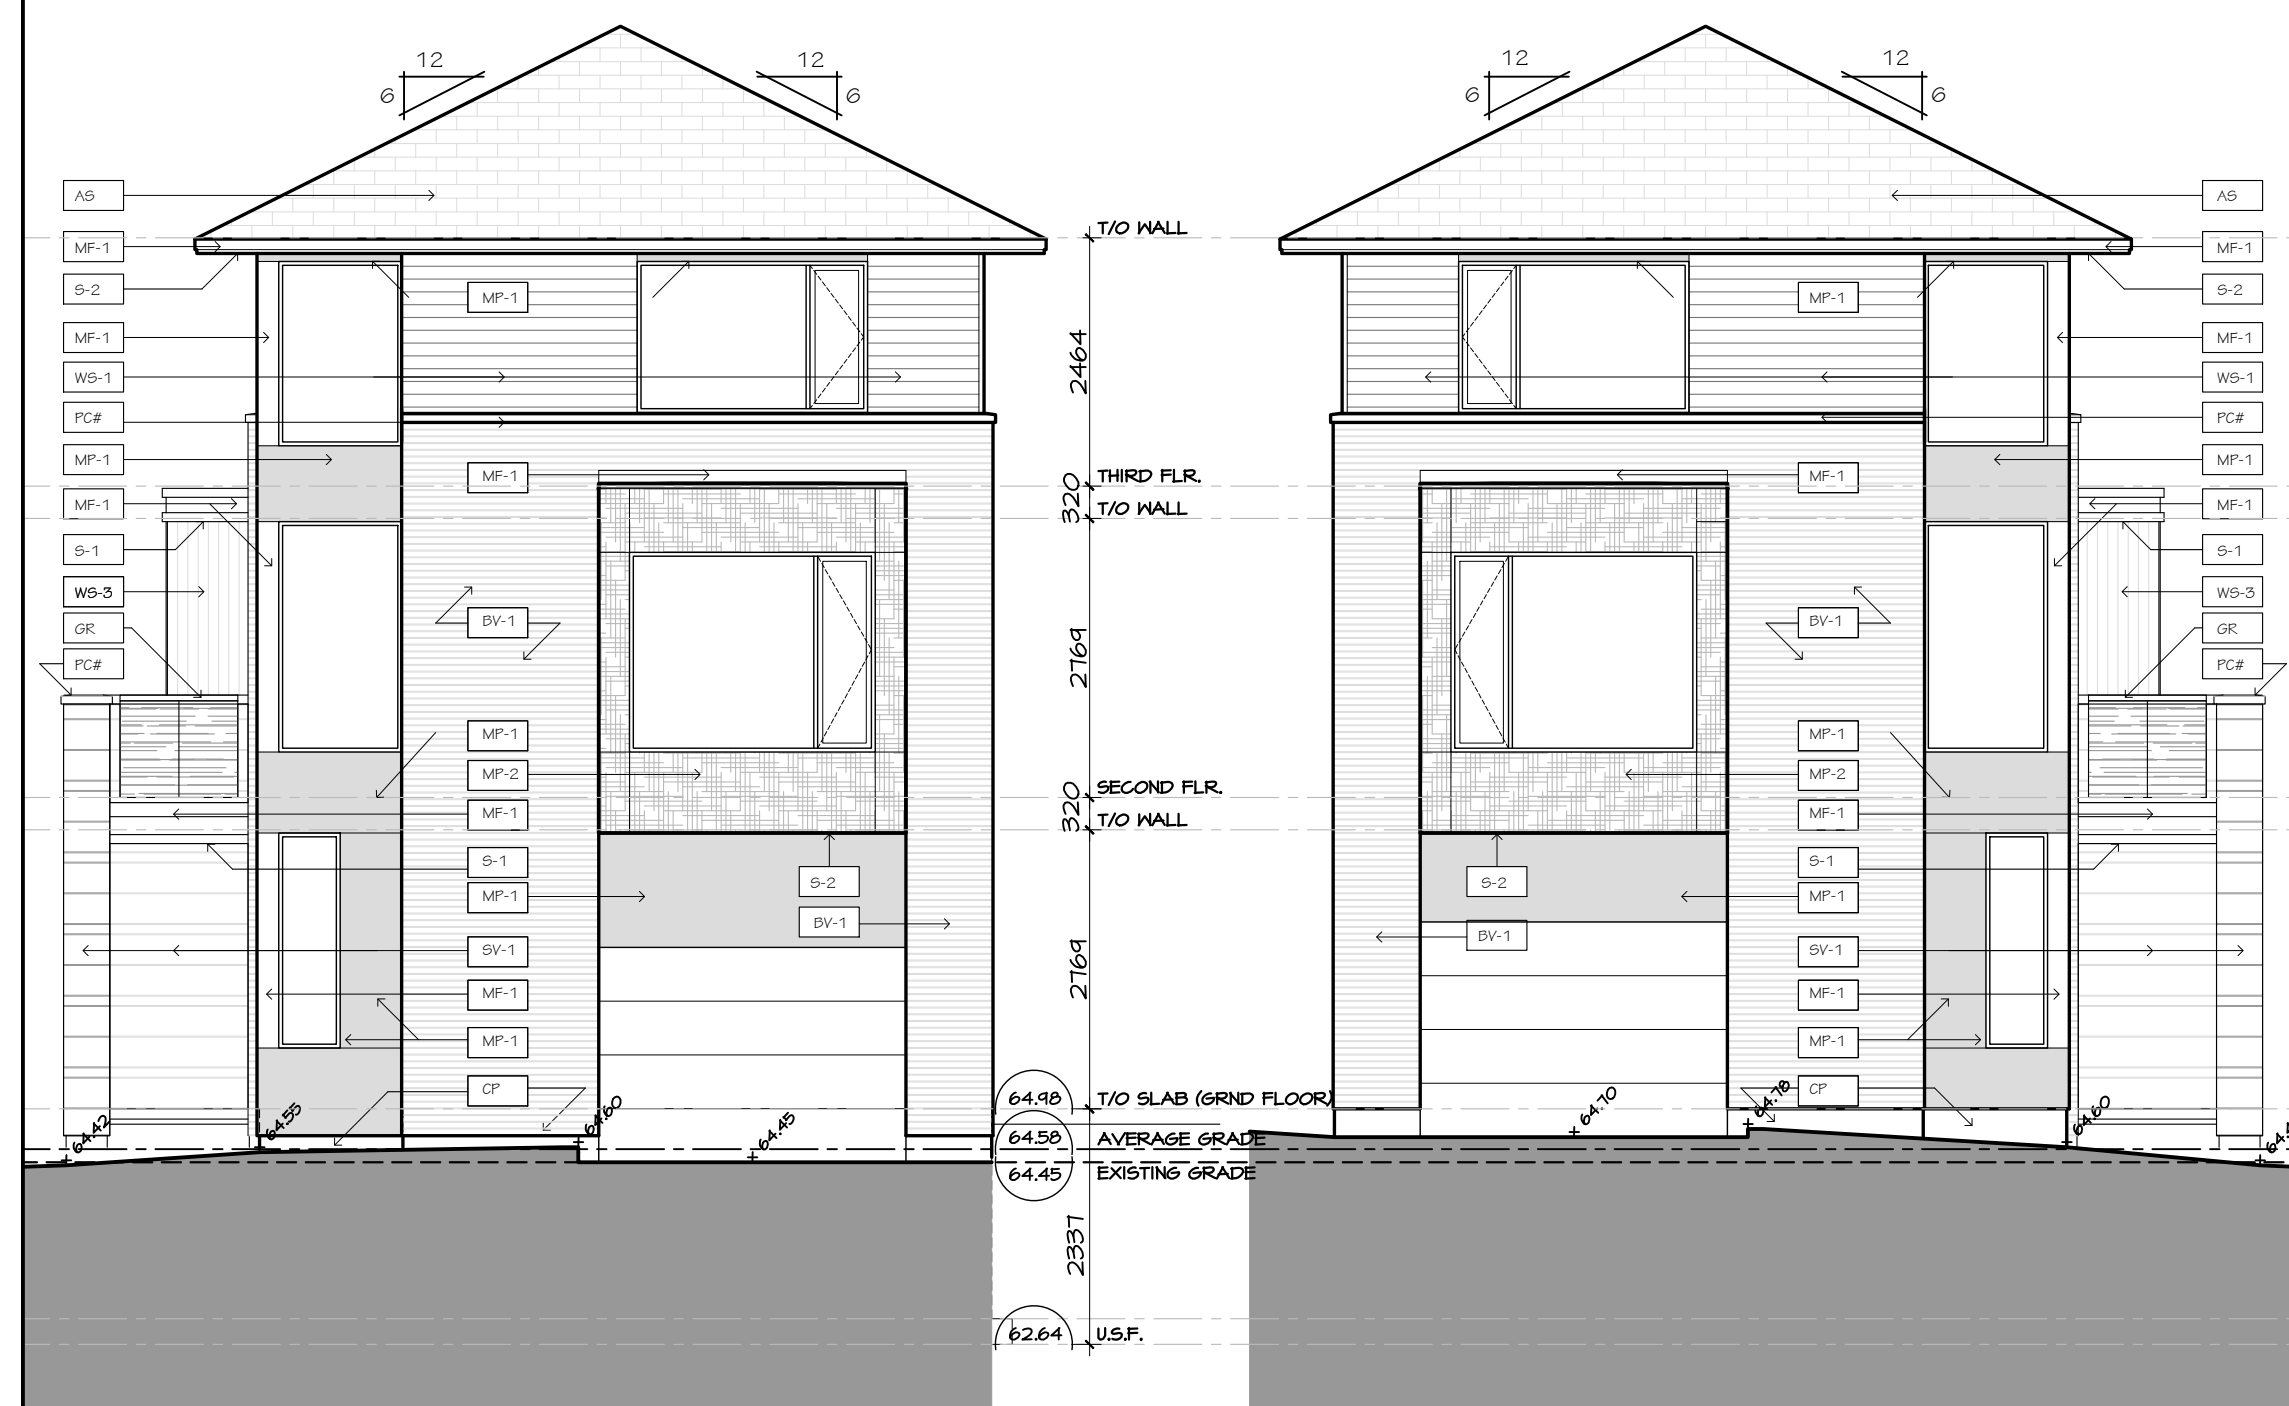 12
12
6
6
AS
MF-1
S-2
MF-1
WS-1
PC#
MP-1
MF-1
S-1
WS-3
GR
PC#
MP-1
MF-1
BV-1
MP-1
MP-2
MF-1
S-1
MP-1
SV-1
MF-1
MP-1
CP
S-2
BV-1
64.42
64.55
64.60
64.45
T/O WALL
2464
THIRD FLR.
320
T/O WALL
2769
SECOND FLR.
320
T/O WALL
2769
64.98 T/O SLAB (GRND FLOOR)
64.58 AVERAGE GRADE
64.45 EXISTING GRADE
2337
62.64 U.S.F.
12
12
6
6
MP-1
MF-1
BV-1
MP-1
MP-2
MF-1
S-1
MP-1
SV-1
MF-1
MP-1
CP
S-2
BV-1
64.70
64.78
64.60
AS
MF-1
S-2
MF-1
WS-1
PC#
MP-1
MF-1
S-1
WS-3
GR
PC#